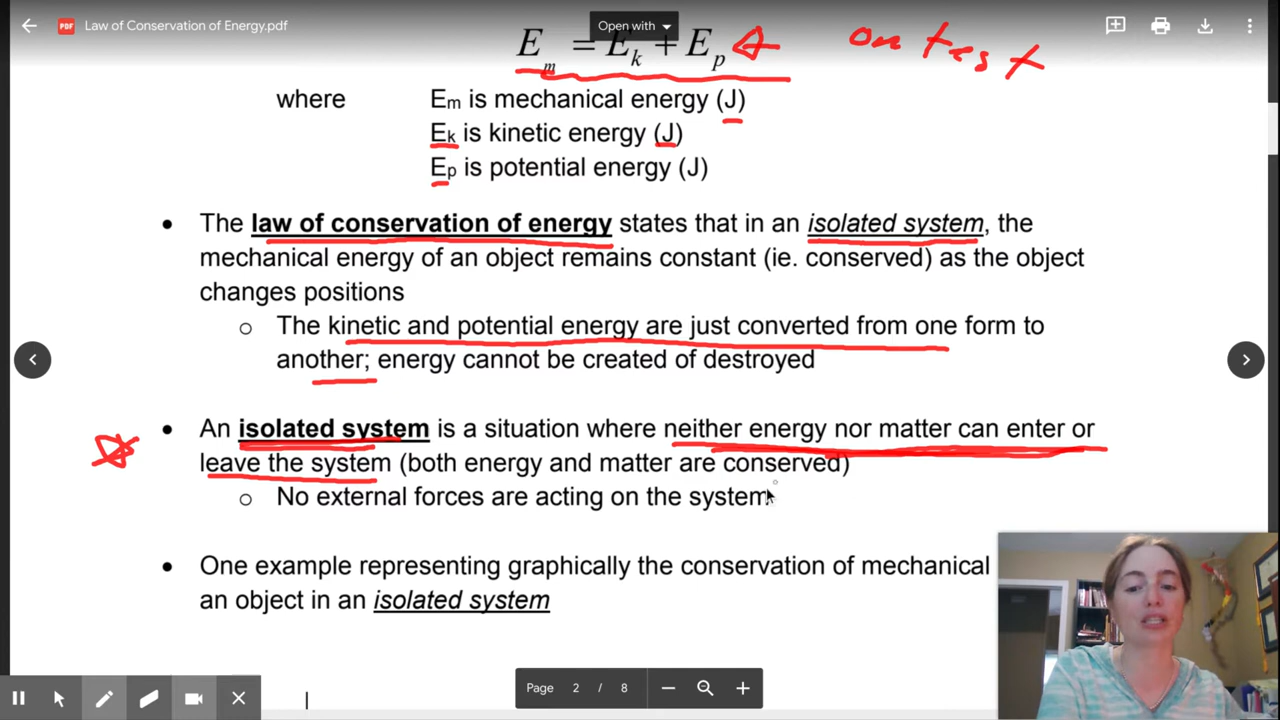 Law of Conservation of Energy.pdf
PDF
Open with
Em = Ek + Ep
on test
where
Em is mechanical energy (J)
Ek is kinetic energy (J)
Ep is potential energy (J)
• The law of conservation of energy states that in an isolated system, the
mechanical energy of an object remains constant (ie. conserved) as the object
changes positions
o The kinetic and potential energy are just converted from one form to
another; energy cannot be created of destroyed
• An isolated system is a situation where neither energy nor matter can enter or
leave the system (both energy and matter are conserved)
o No external forces are acting on the system
• One example representing graphically the conservation of mechanical
an object in an isolated system
Page 2 / 8